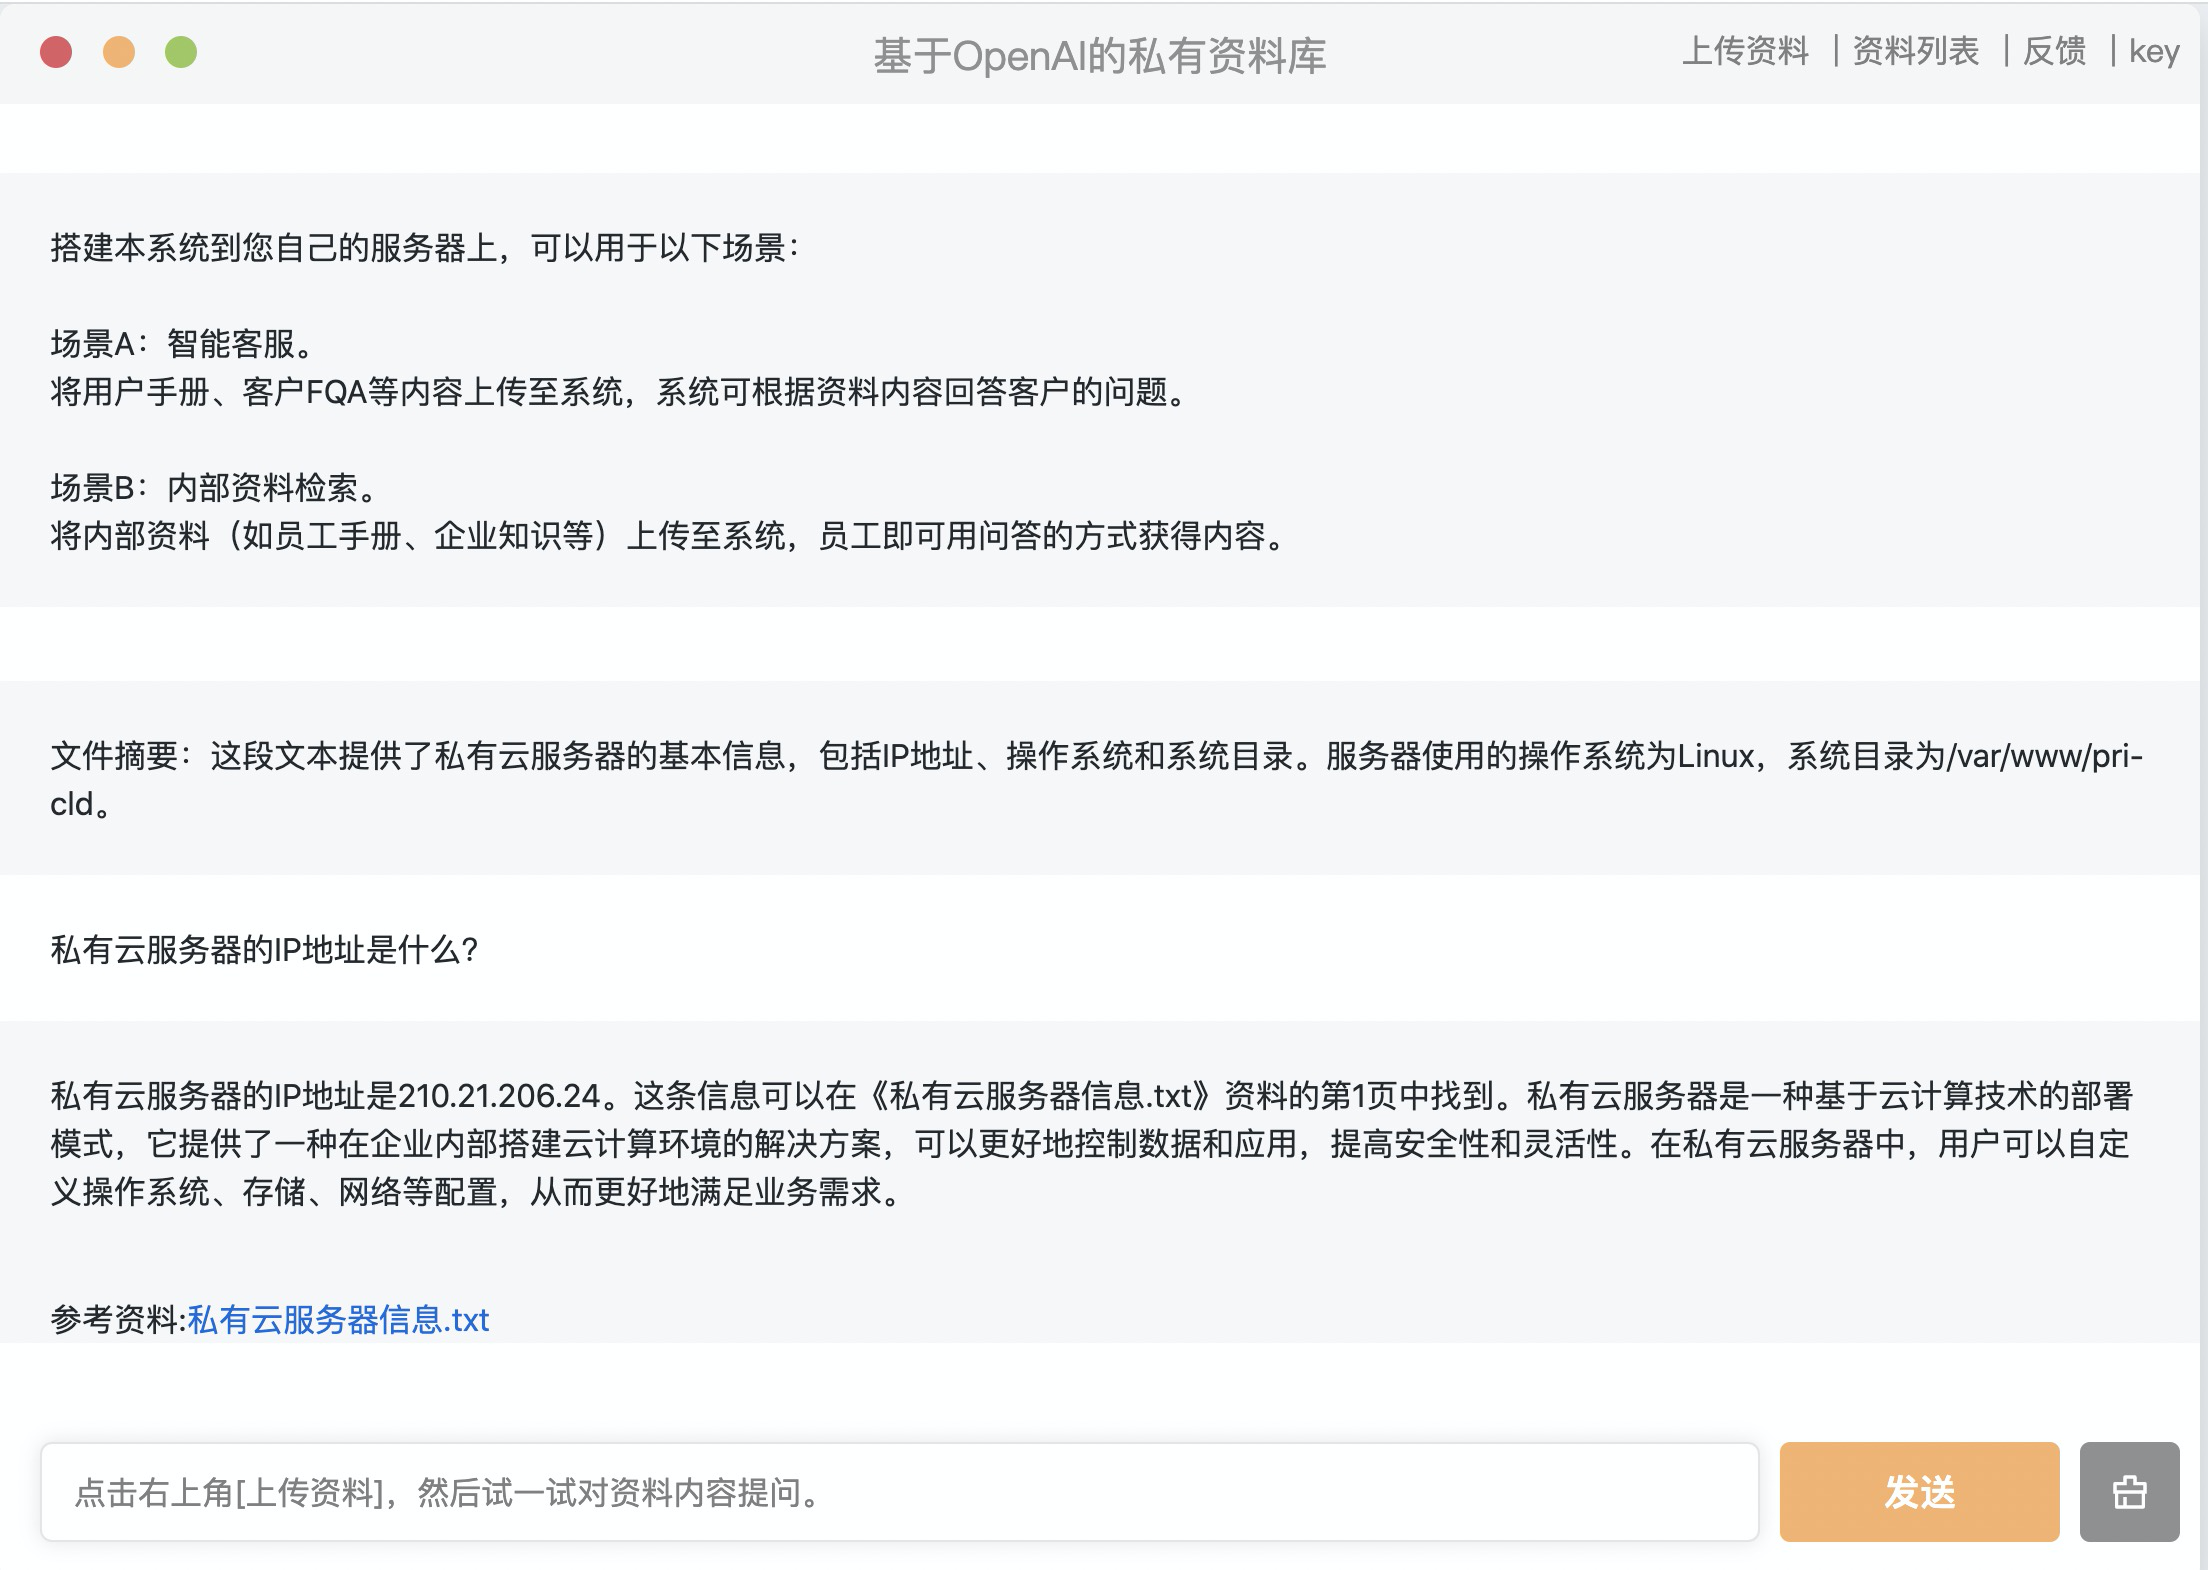 基于OpenAI的私有资料库
上传资料 | 资料列表 | 反馈 | key
搭建本系统到您自己的服务器上，可以用于以下场景：
场景A：智能客服。
将用户手册、客户FQA等内容上传至系统，系统可根据资料内容回答客户的问题。
场景B：内部资料检索。
将内部资料（如员工手册、企业知识等）上传至系统，员工即可用问答的方式获得内容。
文件摘要：这段文本提供了私有云服务器的基本信息，包括IP地址、操作系统和系统目录。服务器使用的操作系统为Linux，系统目录为/var/www/pri-
cld。
私有云服务器的IP地址是什么?
私有云服务器的IP地址是210.21.206.24。这条信息可以在《私有云服务器信息.txt》资料的第1页中找到。私有云服务器是一种基于云计算技术的部署
模式，它提供了一种在企业内部搭建云计算环境的解决方案，可以更好地控制数据和应用，提高安全性和灵活性。在私有云服务器中，用户可以自定
义操作系统、存储、网络等配置，从而更好地满足业务需求。
参考资料:私有云服务器信息.txt
点击右上角[上传资料]，然后试一试对资料内容提问。
发送